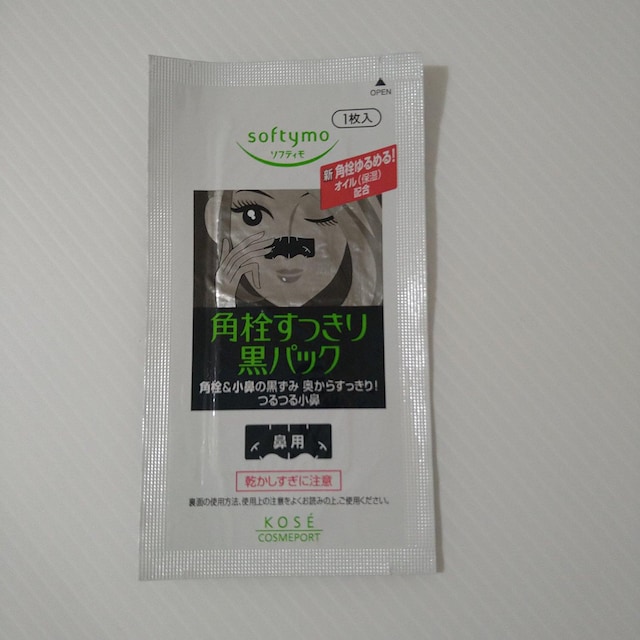 ▲
OPEN
softymo
ソフティモ
1枚入
新 角栓ゆるめる!
オイル(保湿)
配合
角栓すっきり
黒パック
角栓&小鼻の黒ずみ 奥からすっきり!
つるつる小鼻
鼻用
乾かしすぎに注意
裏面の使用方法、使用上の注意をよくお読みの上、ご使用ください。
KOSÉ
COSMEPORT